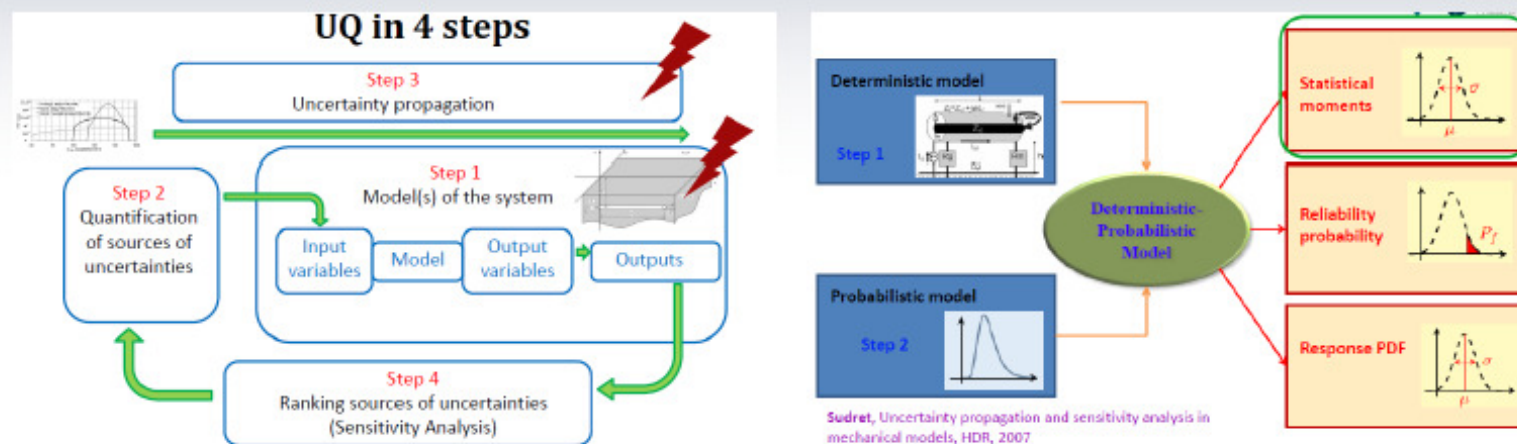 UQ in 4 steps
Step 3
Uncertainty propagation
Step 1
Model(s) of the system
Step 2
Quantification
of sources of
uncertainties
Input
variables
Model
Output
variables
Outputs
Step 4
Ranking sources of uncertainties
(Sensitivity Analysis)
Deterministic model
Step 1
Probabilistic model
Step 2
Deterministic-
Probabilistic
Model
Statistical
moments
σ
μ
Reliability
probability
P_f
Response PDF
σ
μ
Sudret, Uncertainty propagation and sensitivity analysis in
mechanical models, HDR, 2007